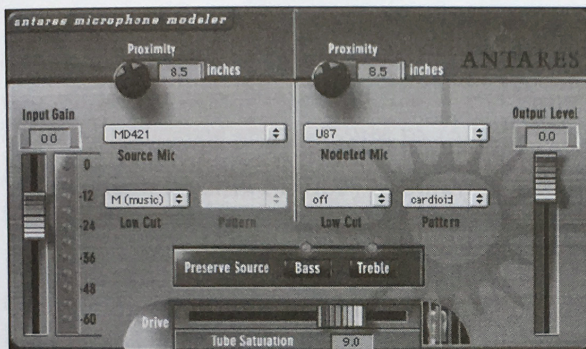 antares microphone modeler
Proximity
8.5 inches
Proximity
8.5 inches
ANTARES
Input Gain
0.0
Output Level
0.0
MD421
Source Mic
U87
Modeled Mic
0
-12
-24
-36
-48
-60
M (music)
Low Cut
Pattern
off
Low Cut
cardioid
Pattern
Preserve Source Bass Treble
Drive
Tube Saturation 9.0